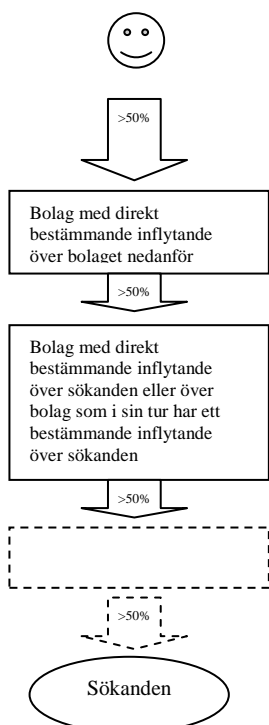 >50%
Bolag med direkt
bestämmande inflytande
över bolaget nedanför
>50%
Bolag med direkt
bestämmande inflytande
över sökanden eller över
bolag som i sin tur har ett
bestämmande inflytande
över sökanden
>50%
>50%
Sökanden